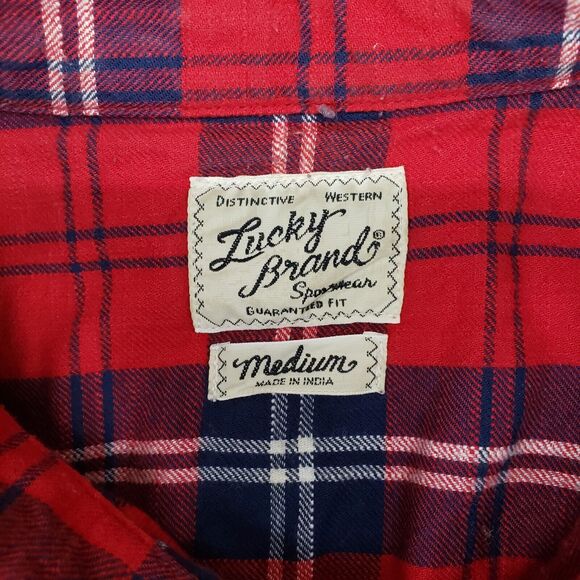 DISTINCTIVE WESTERN
Lucky
Brand®
Sportswear
GUARANTEED FIT
Medium
MADE IN INDIA